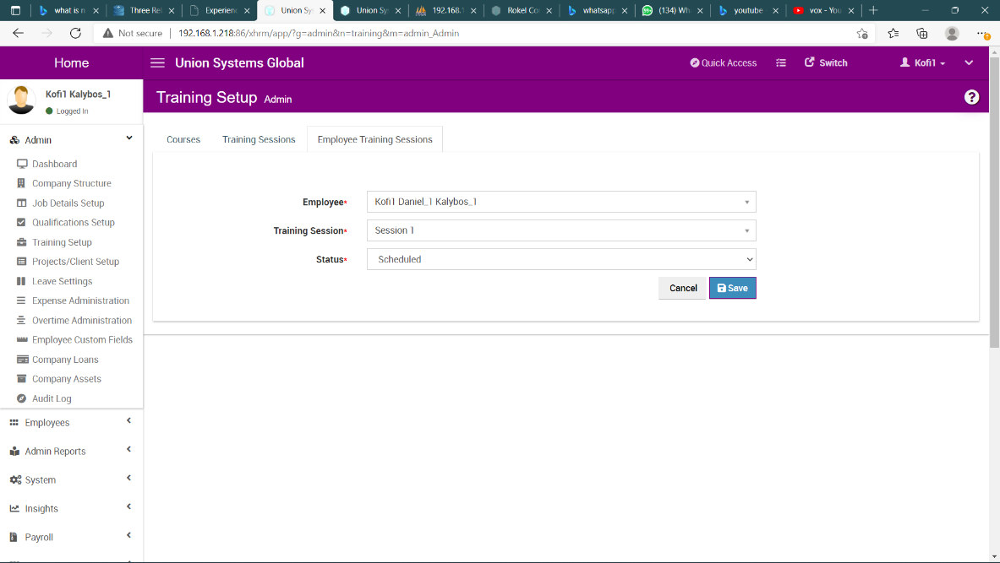 what is n
Three Re
Experienc
Union Sy
Union Sy
192.168.1
Rokel Co
whatsapp
99+
(134) Wh
youtube
vox - You
Not secure
192.168.1.218:86/xhrm/app/?g=admin&n=training&m=admin_Admin
Home
Union Systems Global
Quick Access
Switch
Kofi1
Kofi1 Kalybos_1
Logged In
Training Setup Admin
?
Admin
Dashboard
Company Structure
Job Details Setup
Qualifications Setup
Training Setup
Projects/Client Setup
Leave Settings
Expense Administration
Overtime Administration
Employee Custom Fields
Company Loans
Company Assets
Audit Log
Employees
Admin Reports
System
Insights
Payroll
Courses
Training Sessions
Employee Training Sessions
Employee*
Kofi1 Daniel_1 Kalybos_1
Training Session*
Session 1
Status*
Scheduled
Cancel
Save